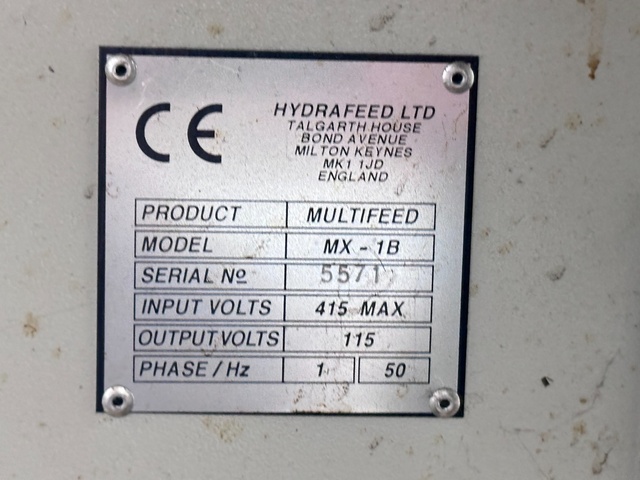 CE
HYDRAFEED LTD
TALGARTH HOUSE
BOND AVENUE
MILTON KEYNES
MK1 1JD
ENGLAND
PRODUCT MULTIFEED
MODEL MX - 1B
SERIAL Nº 5571
INPUT VOLTS 415 MAX
OUTPUT VOLTS 115
PHASE / Hz 1 50